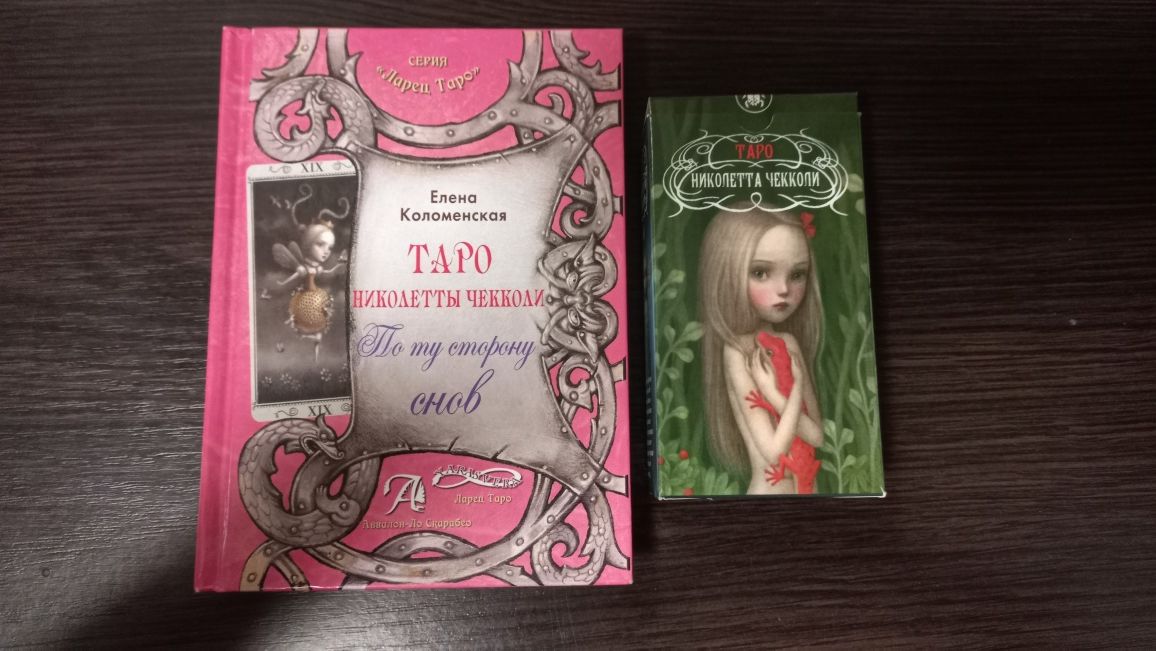 СЕРИЯ
«Ларец Таро»
XIX
Елена
Коломенская
ТАРО
НИКОЛЕТТЫ ЧЕККОЛИ
По ту сторону
снов
XIX
Ларец Таро
Аввалон-Ло Скарабео
ТАРО
НИКОЛЕТТА ЧЕККОЛИ